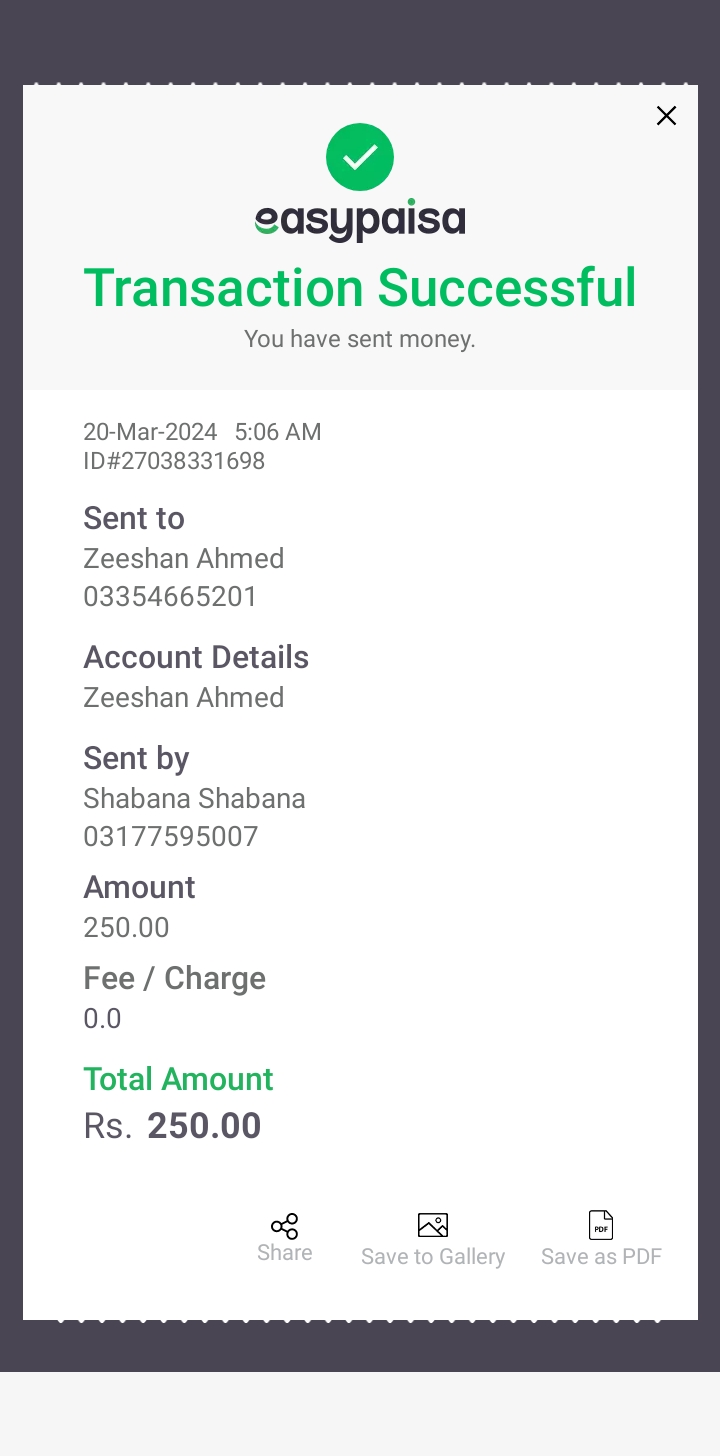 easypaisa
Transaction Successful
You have sent money.
20-Mar-2024 5:06 AM
ID#27038331698
Sent to
Zeeshan Ahmed
03354665201
Account Details
Zeeshan Ahmed
Sent by
Shabana Shabana
03177595007
Amount
250.00
Fee / Charge
0.0
Total Amount
Rs. 250.00
Share
Save to Gallery
PDF
Save as PDF